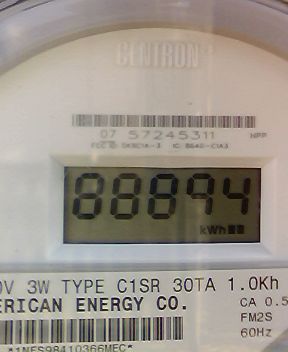 CENTRON
07 57245311
88894
kWh
0V 3W TYPE C1SR 30TA 1.0Kh
ERICAN ENERGY CO.
CA 0.5
FM2S
60Hz
*1NES98410366MEC*